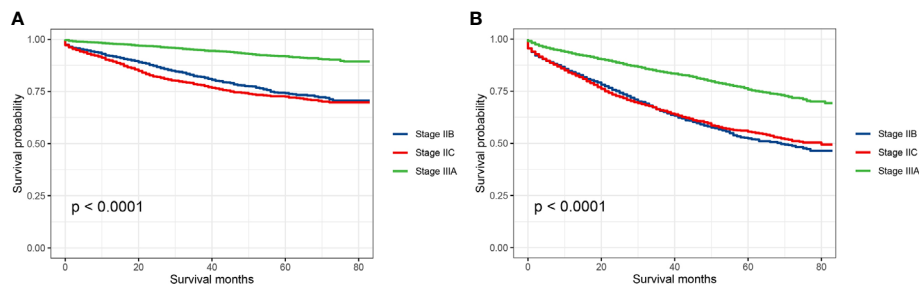 A
Survival probability
1.00
0.75
0.50
0.25
0.00
p < 0.0001
0 20 40 60 80
Survival months
Stage IIB
Stage IIC
Stage IIIA
B
Survival probability
1.00
0.75
0.50
0.25
0.00
p < 0.0001
0 20 40 60 80
Survival months
Stage IIB
Stage IIC
Stage IIIA